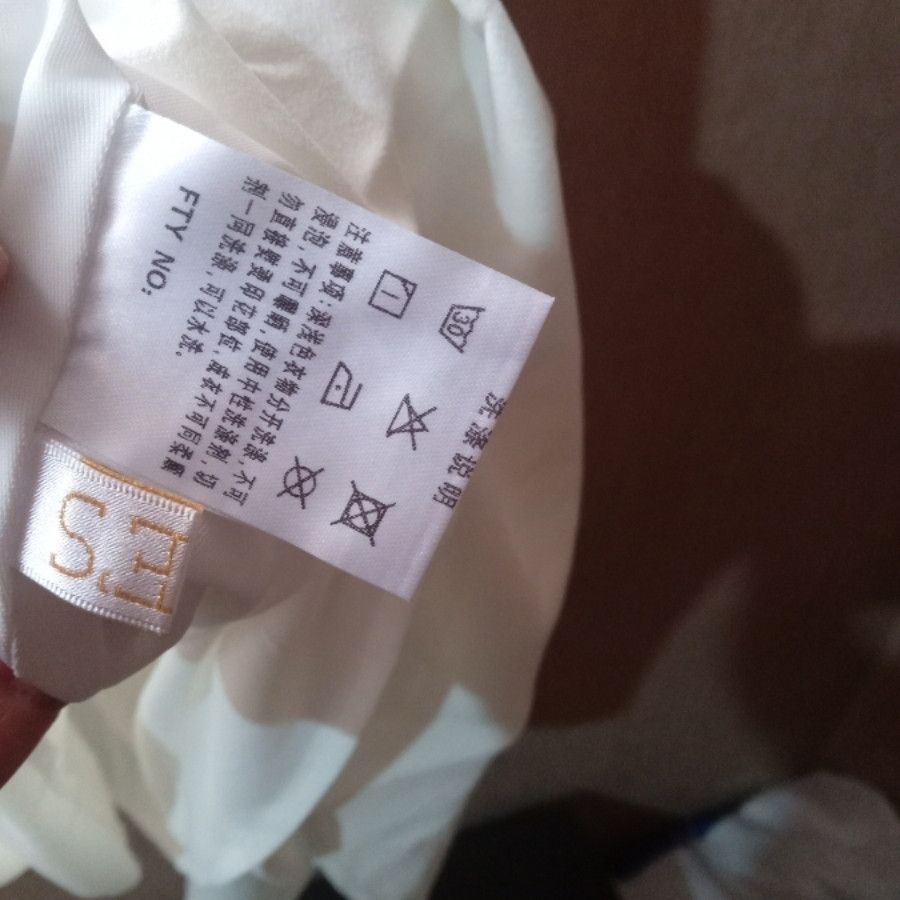 洗涤说明
30
注意事项:深浅色衣物分开洗涤,不可
浸泡,不可曝晒,使用中性洗涤剂,切
勿直接熨烫印花部位,成衣不可同柔顺
剂一同洗涤,可以水洗。
FTY NO:
S